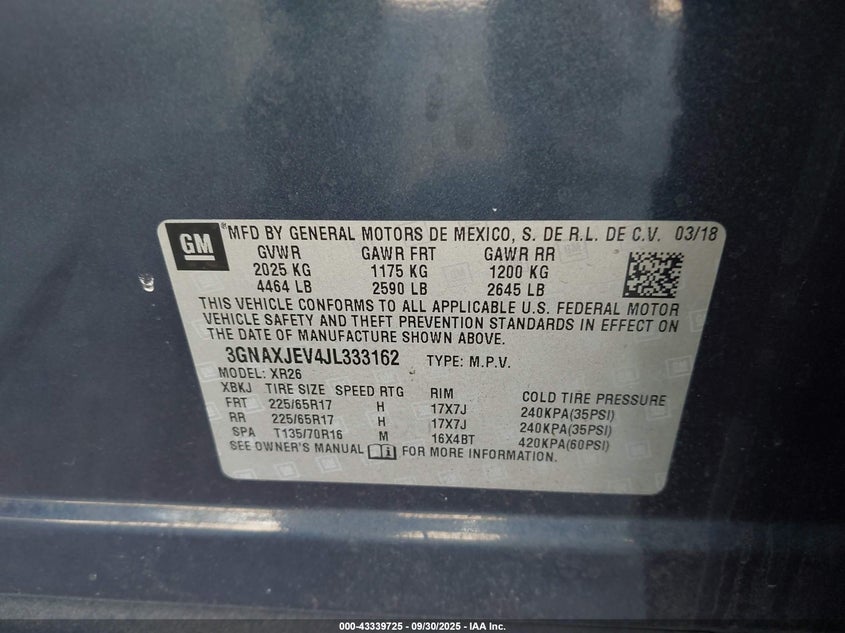 GM
® MFD BY GENERAL MOTORS DE MEXICO, S. DE R.L. DE C.V. 03/18
GVWR GAWR FRT GAWR RR
2025 KG 1175 KG 1200 KG
4464 LB 2590 LB 2645 LB
THIS VEHICLE CONFORMS TO ALL APPLICABLE U.S. FEDERAL MOTOR
VEHICLE SAFETY AND THEFT PREVENTION STANDARDS IN EFFECT ON
THE DATE OF MANUFACTURE SHOWN ABOVE.
3GNAXJEV4JL333162 TYPE: M.P.V.
MODEL: XR26
XBKJ TIRE SIZE SPEED RTG RIM COLD TIRE PRESSURE
FRT 225/65R17 H 17X7J 240KPA(35PSI)
RR 225/65R17 H 17X7J 240KPA(35PSI)
SPA T135/70R16 M 16X4BT 420KPA(60PSI)
SEE OWNER'S MANUAL FOR MORE INFORMATION.
000-43339725 - 09/30/2025 - IAA Inc.